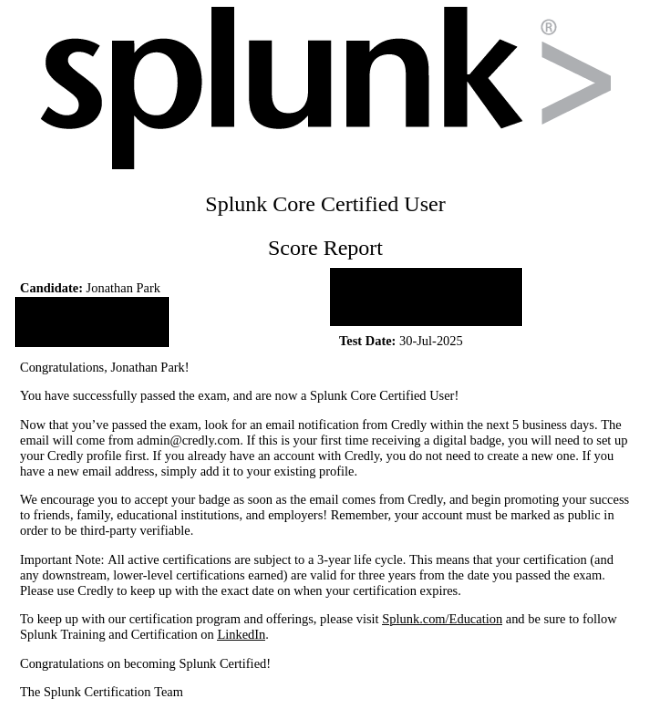 splunk>®
Splunk Core Certified User
Score Report
Candidate: Jonathan Park
Test Date: 30-Jul-2025
Congratulations, Jonathan Park!
You have successfully passed the exam, and are now a Splunk Core Certified User!
Now that you’ve passed the exam, look for an email notification from Credly within the next 5 business days. The
email will come from admin@credly.com. If this is your first time receiving a digital badge, you will need to set up
your Credly profile first. If you already have an account with Credly, you do not need to create a new one. If you
have a new email address, simply add it to your existing profile.
We encourage you to accept your badge as soon as the email comes from Credly, and begin promoting your success
to friends, family, educational institutions, and employers! Remember, your account must be marked as public in
order to be third-party verifiable.
Important Note: All active certifications are subject to a 3-year life cycle. This means that your certification (and
any downstream, lower-level certifications earned) are valid for three years from the date you passed the exam.
Please use Credly to keep up with the exact date on when your certification expires.
To keep up with our certification program and offerings, please visit Splunk.com/Education and be sure to follow
Splunk Training and Certification on LinkedIn.
Congratulations on becoming Splunk Certified!
The Splunk Certification Team